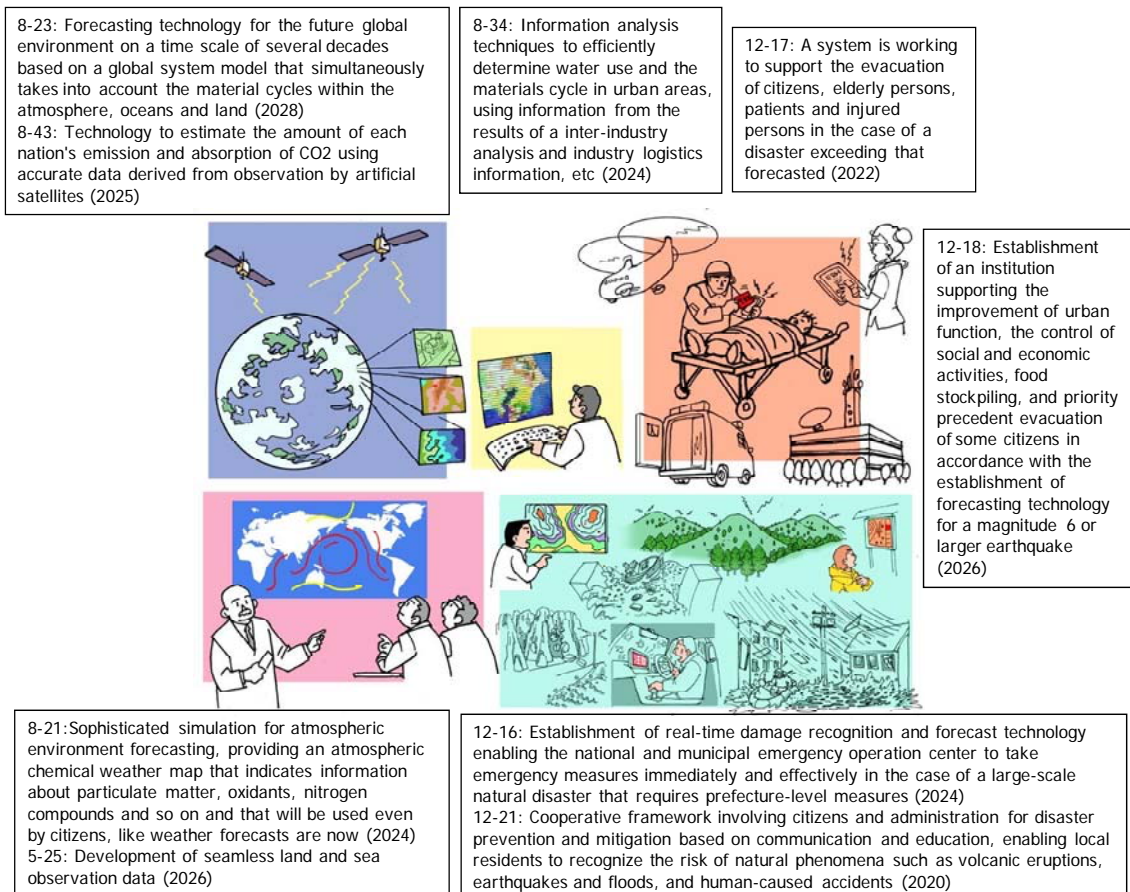 8-23: Forecasting technology for the future global
environment on a time scale of several decades
based on a global system model that simultaneously
takes into account the material cycles within the
atmosphere, oceans and land (2028)
8-43: Technology to estimate the amount of each
nation's emission and absorption of CO2 using
accurate data derived from observation by artificial
satellites (2025)
8-34: Information analysis
techniques to efficiently
determine water use and the
materials cycle in urban areas,
using information from the
results of a inter-industry
analysis and industry logistics
information, etc (2024)
12-17: A system is working
to support the evacuation
of citizens, elderly persons,
patients and injured
persons in the case of a
disaster exceeding that
forecasted (2022)
12-18: Establishment
of an institution
supporting the
improvement of urban
function, the control of
social and economic
activities, food
stockpiling, and priority
precedent evacuation
of some citizens in
accordance with the
establishment of
forecasting technology
for a magnitude 6 or
larger earthquake
(2026)
8-21:Sophisticated simulation for atmospheric
environment forecasting, providing an atmospheric
chemical weather map that indicates information
about particulate matter, oxidants, nitrogen
compounds and so on and that will be used even
by citizens, like weather forecasts are now (2024)
5-25: Development of seamless land and sea
observation data (2026)
12-16: Establishment of real-time damage recognition and forecast technology
enabling the national and municipal emergency operation center to take
emergency measures immediately and effectively in the case of a large-scale
natural disaster that requires prefecture-level measures (2024)
12-21: Cooperative framework involving citizens and administration for disaster
prevention and mitigation based on communication and education, enabling local
residents to recognize the risk of natural phenomena such as volcanic eruptions,
earthquakes and floods, and human-caused accidents (2020)